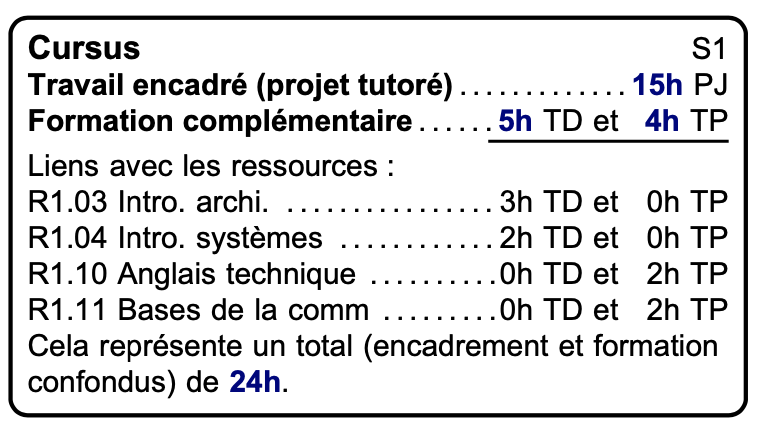 Cursus S1
Travail encadré (projet tutoré) ............. 15h PJ
Formation complémentaire ...... 5h TD et 4h TP
Liens avec les ressources :
R1.03 Intro. archi. ................ 3h TD et 0h TP
R1.04 Intro. systèmes ............ 2h TD et 0h TP
R1.10 Anglais technique .......... 0h TD et 2h TP
R1.11 Bases de la comm ......... 0h TD et 2h TP
Cela représente un total (encadrement et formation
confondus) de 24h.